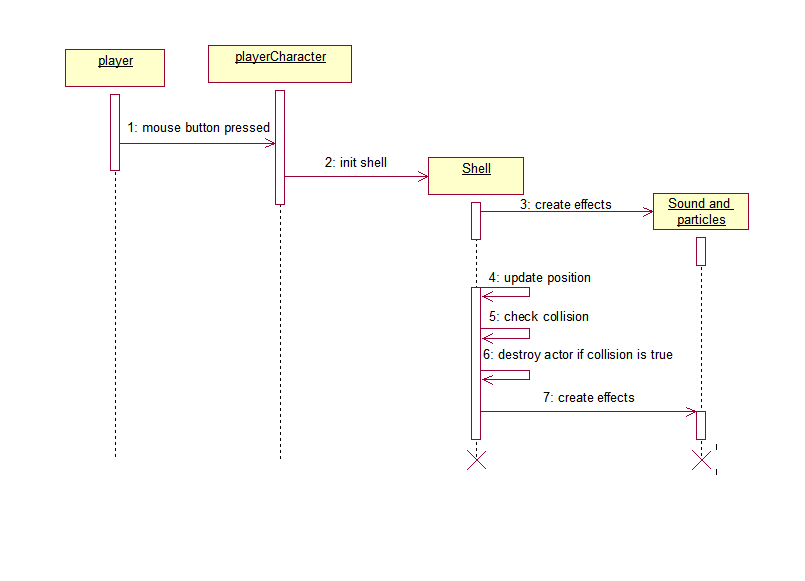 player
playerCharacter
1: mouse button pressed
2: init shell
Shell
3: create effects
Sound and
particles
4: update position
5: check collision
6: destroy actor if collision is true
7: create effects